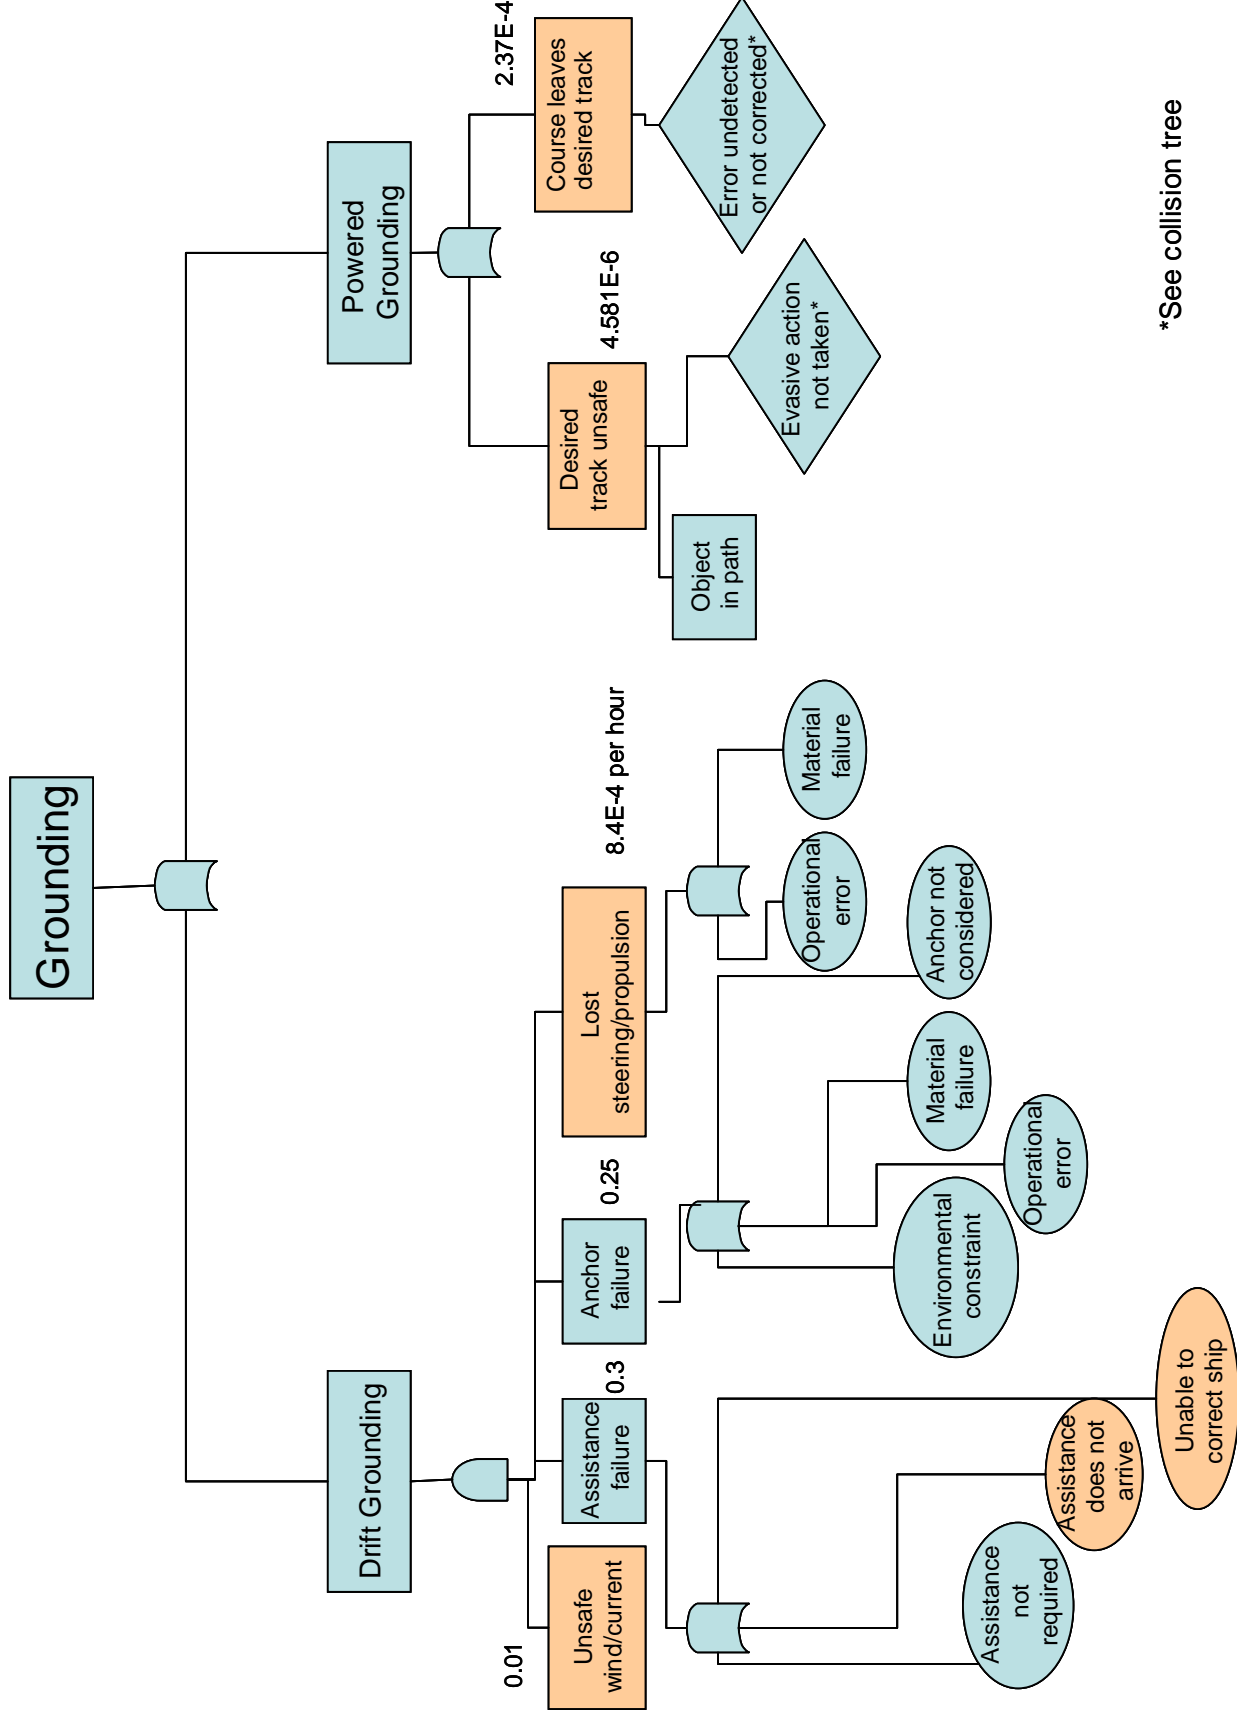 Grounding
Drift Grounding
Powered
Grounding
0.01
Unsafe
wind/current
Assistance
failure
0.3
Anchor
failure
0.25
Lost
steering/propulsion
8.4E-4 per hour
Desired
track unsafe
4.581E-6
Course leaves
desired track
2.37E-4
Object
in path
Evasive action
not taken*
Error undetected
or not corrected*
Operational
error
Material
failure
Environmental
constraint
Operational
error
Material
failure
Anchor not
considered
Assistance
not
required
Assistance
does not
arrive
Unable to
correct ship
*See collision tree